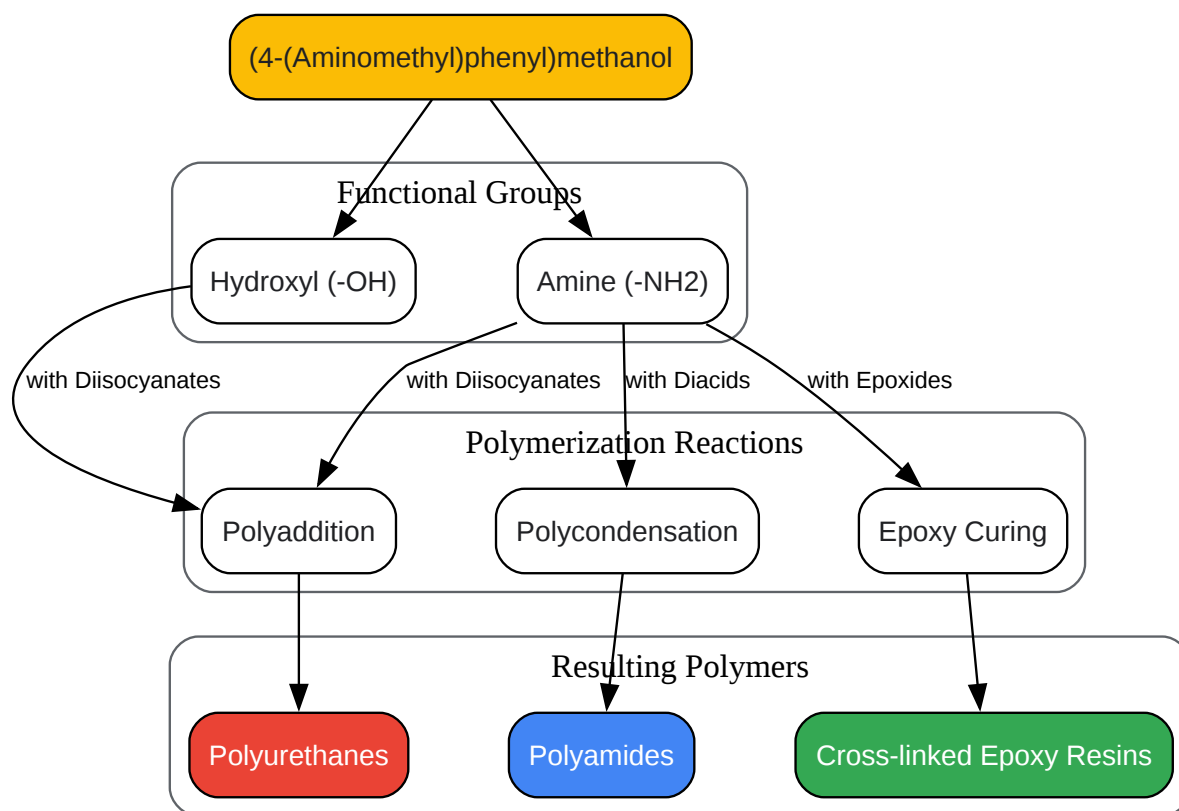 (4-(Aminomethyl)phenyl)methanol
Functional Groups
Hydroxyl (-OH)
Amine (-NH2)
with Diisocyanates
with Diisocyanates
with Diacids
with Epoxides
Polymerization Reactions
Polyaddition
Polycondensation
Epoxy Curing
Resulting Polymers
Polyurethanes
Polyamides
Cross-linked Epoxy Resins